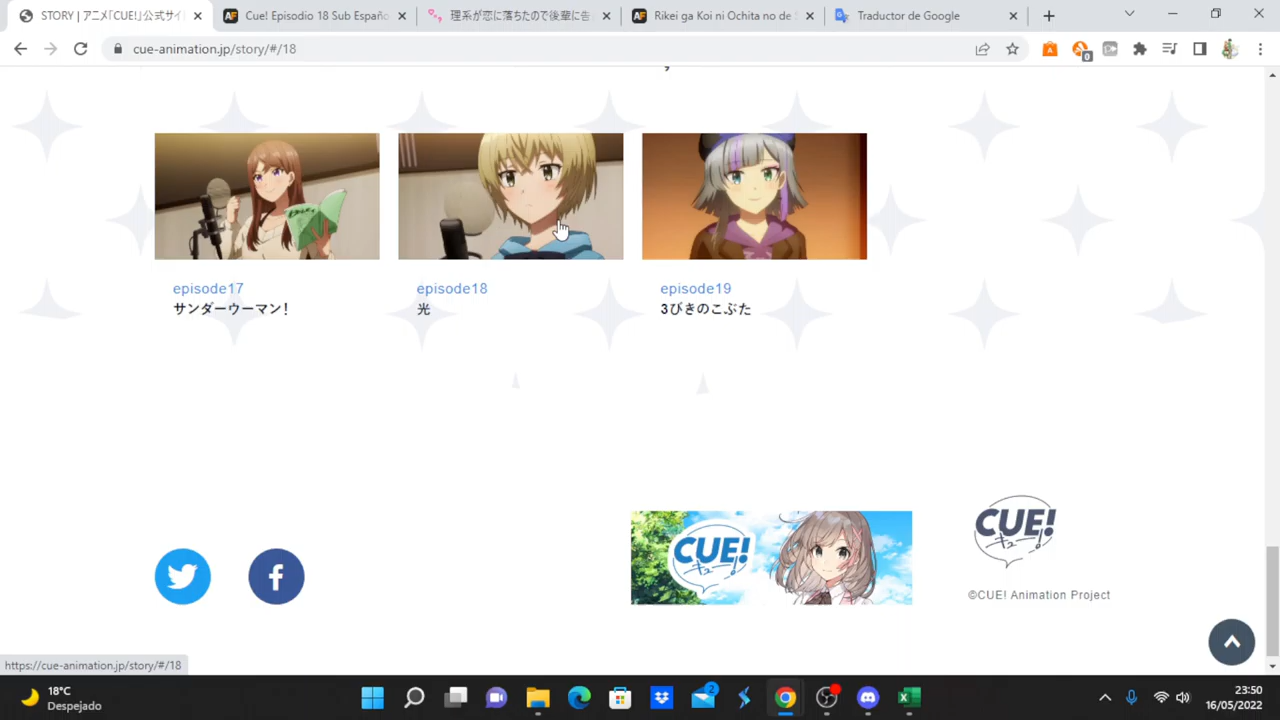 STORY | アニメ「CUE!」公式サイ
Cue! Episodio 18 Sub Españo
理系が恋に落ちたので後輩に告
Rikei ga Koi ni Ochita no de S
Traductor de Google
cue-animation.jp/story/#/18
0
episode17
サンダーウーマン!
episode18
光
episode19
3びきのこぶた
CUE!
キュー!
CUE!
キュー!
©CUE! Animation Project
https://cue-animation.jp/story/#/18
18°C
Despejado
2
23:50
16/05/2022